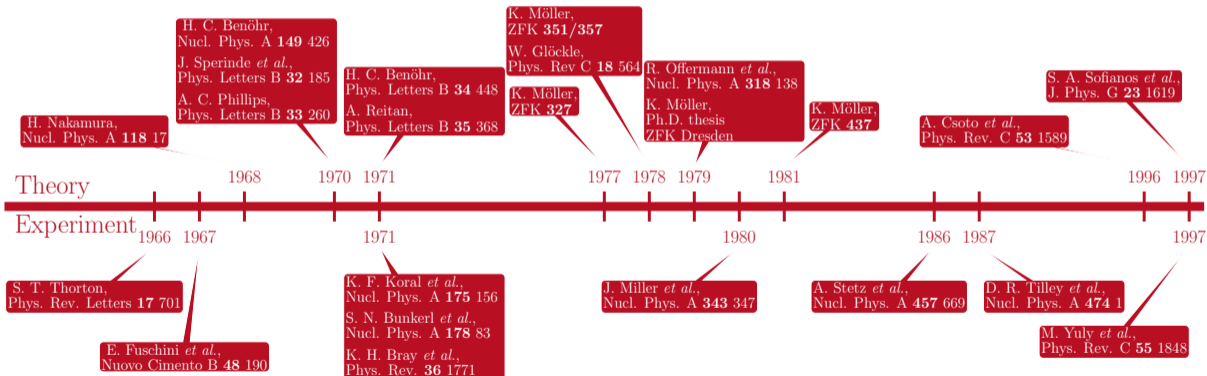 H. C. Benöhr,
Nucl. Phys. A 149 426
J. Sperinde et al.,
Phys. Letters B 32 185
A. C. Phillips,
Phys. Letters B 33 260
K. Möller,
ZFK 351/357
W. Glöckle,
Phys. Rev C 18 564
H. C. Benöhr,
Phys. Letters B 34 448
A. Reitan,
Phys. Letters B 35 368
K. Möller,
ZFK 327
R. Offermann et al.,
Nucl. Phys. A 318 138
K. Möller,
Ph.D. thesis
ZFK Dresden
K. Möller,
ZFK 437
S. A. Sofianos et al.,
J. Phys. G 23 1619
H. Nakamura,
Nucl. Phys. A 118 17
A. Csoto et al.,
Phys. Rev. C 53 1589
Theory
1968 1970 1971 1977 1978 1979 1981 1996 1997
Experiment
1966 1967 1971 1980 1986 1987 1997
S. T. Thorton,
Phys. Rev. Letters 17 701
E. Fuschini et al.,
Nuovo Cimento B 48 190
K. F. Koral et al.,
Nucl. Phys. A 175 156
S. N. Bunkerl et al.,
Nucl. Phys. A 178 83
K. H. Bray et al.,
Phys. Rev. 36 1771
J. Miller et al.,
Nucl. Phys. A 343 347
A. Stetz et al.,
Nucl. Phys. A 457 669
D. R. Tilley et al.,
Nucl. Phys. A 474 1
M. Yuly et al.,
Phys. Rev. C 55 1848